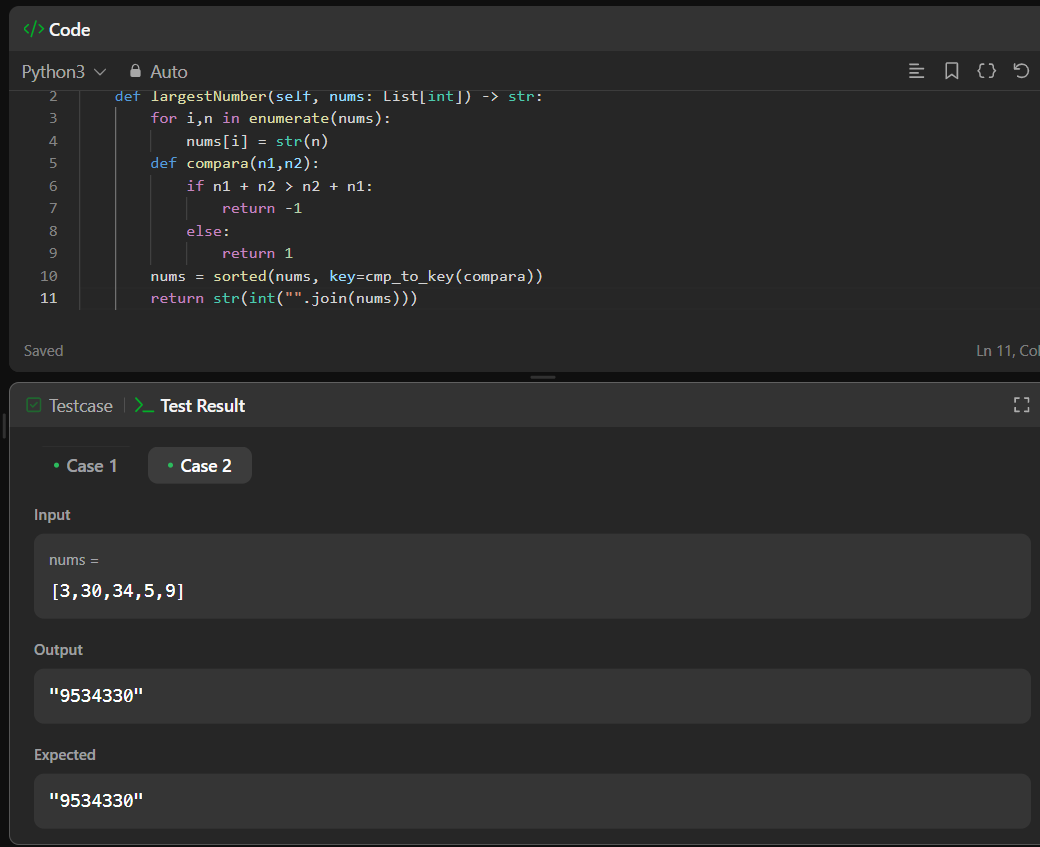 </> Code
Python3 Auto
2 def largestNumber(self, nums: List[int]) -> str:
3 for i,n in enumerate(nums):
4 nums[i] = str(n)
5 def compara(n1,n2):
6 if n1 + n2 > n2 + n1:
7 return -1
8 else:
9 return 1
10 nums = sorted(nums, key=cmp_to_key(compara))
11 return str(int("".join(nums)))
Saved Ln 11, Col
Testcase | >_ Test Result
• Case 1 • Case 2
Input
nums =
[3,30,34,5,9]
Output
"9534330"
Expected
"9534330"